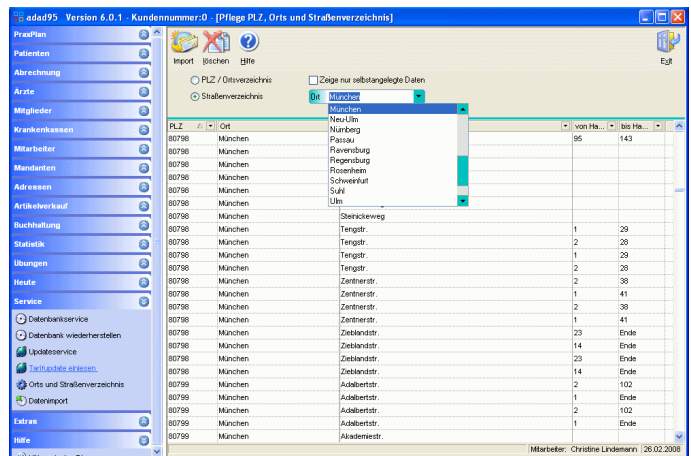 adad95 Version 6.0.1 - Kundennummer:0 - [Pflege PLZ, Orts und Straßenverzeichnis]
PraxPlan
Patienten
Abrechnung
Ärzte
Mitglieder
Krankenkassen
Mitarbeiter
Mandanten
Adressen
Artikelverkauf
Buchhaltung
Statistik
Übungen
Heute
Service
Datenbankservice
Datenbank wiederherstellen
Updateservice
Tarifupdate einlesen
Orts und Straßenverzeichnis
Datenimport
Extras
Hilfe
Import Löschen Hilfe Exit
PLZ / Ortsverzeichnis Zeige nur selbstangelegte Daten
Straßenverzeichnis Ort München
München
Neu-Ulm
Nürnberg
Passau
Ravensburg
Regensburg
Rosenheim
Schweinfurt
Suhl
Ulm
PLZ Ort von Ha... bis Ha...
80798 München 95 143
80798 München
80798 München
80798 München
80798 München
80798 München
80798 München Steinickeweg
80798 München Tengstr. 1 29
80798 München Tengstr. 2 28
80798 München Tengstr. 1 29
80798 München Tengstr. 2 28
80798 München Zentnerstr. 2 38
80798 München Zentnerstr. 1 41
80798 München Zentnerstr. 2 38
80798 München Zentnerstr. 1 41
80798 München Zieblandstr. 23 Ende
80798 München Zieblandstr. 14 Ende
80798 München Zieblandstr. 23 Ende
80798 München Zieblandstr. 14 Ende
80799 München Adalbertstr. 2 102
80799 München Adalbertstr. 1 Ende
80799 München Adalbertstr. 2 102
80799 München Adalbertstr. 1 Ende
80799 München Akademiestr.
Mitarbeiter: Christine Lindemann 26.02.2008